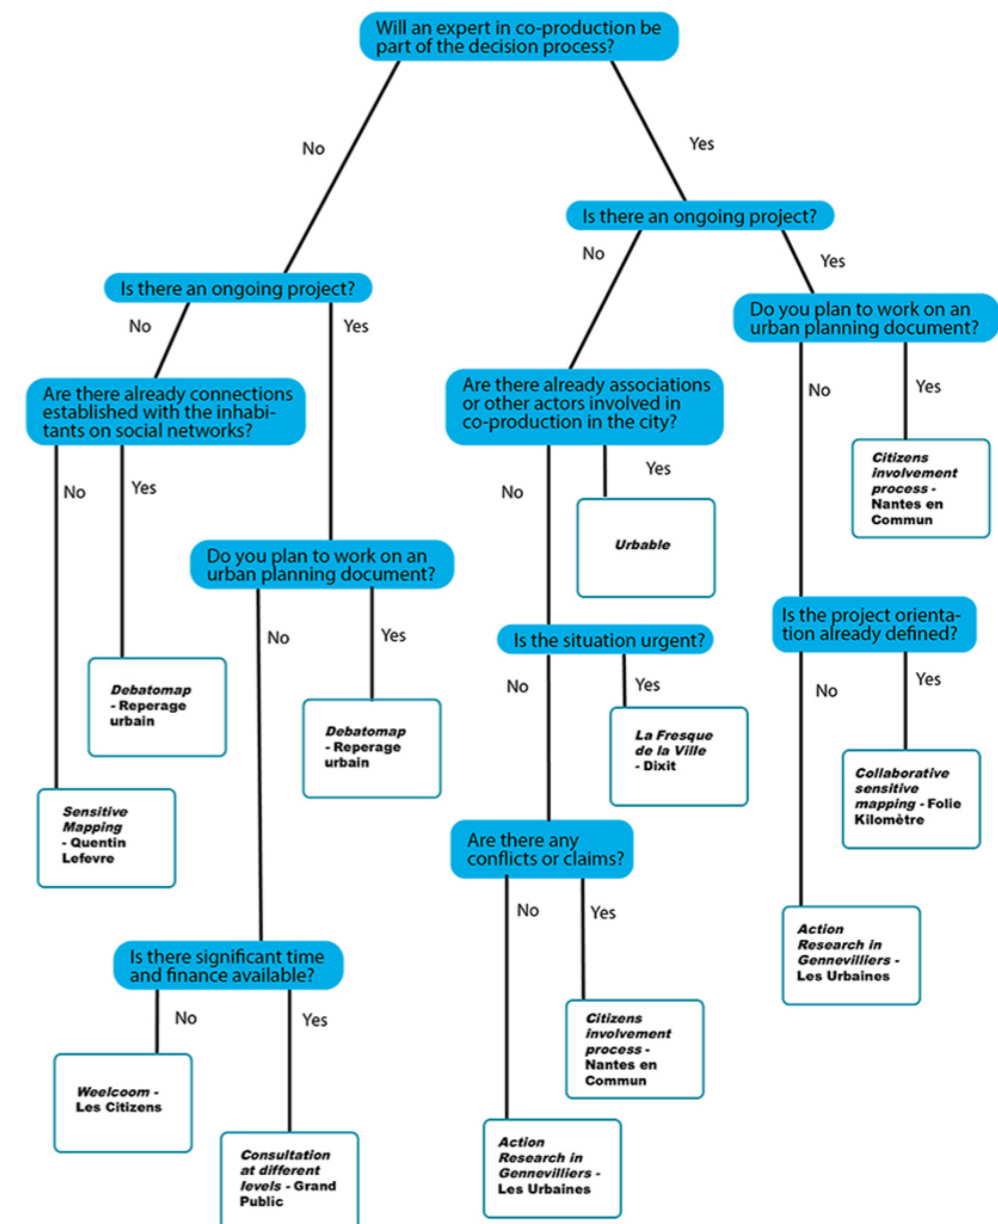 Will an expert in co-production be
part of the decision process?
No
Yes
Is there an ongoing project?
No
Yes
Is there an ongoing project?
No
Yes
Do you plan to work on an
urban planning document?
No
Yes
Are there already connections
established with the inhabi-
tants on social networks?
No
Yes
Are there already associations
or other actors involved in
co-production in the city?
No
Yes
Citizens
involvement
process -
Nantes en
Commun
Urbable
Do you plan to work on an
urban planning document?
No
Yes
Is the situation urgent?
No
Yes
Is the project orienta-
tion already defined?
No
Yes
Debatomap
- Reperage
urbain
Debatomap
- Reperage
urbain
La Fresque
de la Ville
- Dixit
Collaborative
sensitive
mapping - Folie
Kilomètre
Sensitive
Mapping
- Quentin
Lefevre
Are there any
conflicts or claims?
No
Yes
Action
Research in
Gennevilliers -
Les Urbaines
Is there significant time
and finance available?
No
Yes
Citizens
involvement
process -
Nantes en
Commun
Weelcoom -
Les Citizens
Consultation
at different
levels - Grand
Public
Action
Research in
Gennevilliers -
Les Urbaines